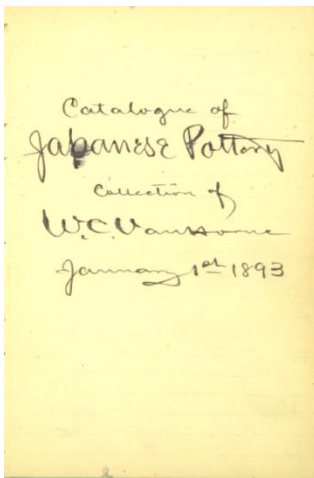 Catalogue of
Japanese Pottery
Collection of
W.C. Van Horne
January 1st 1893